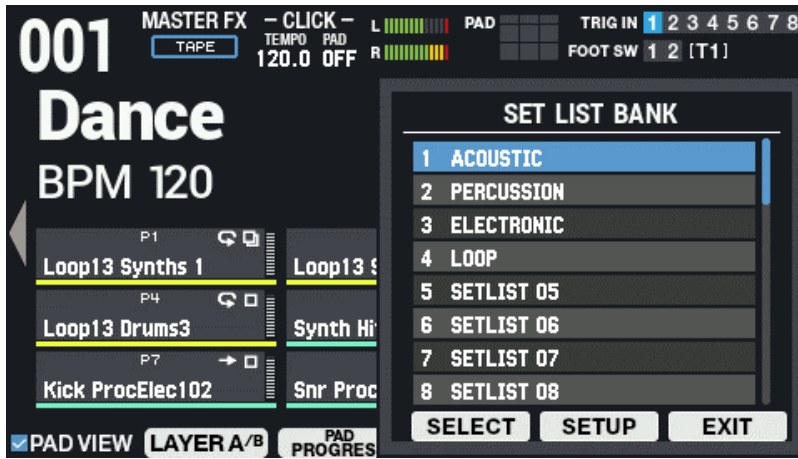 001
MASTER FX
TAPE
– CLICK –
TEMPO PAD
120.0 OFF
L
R
PAD
TRIG IN 1 2 3 4 5 6 7 8
FOOT SW 1 2 [T1]
Dance
BPM 120
P1
Loop13 Synths 1
Loop13
P4
Loop13 Drums3
Synth Hi
P7
Kick ProcElec102
Snr Proc
PAD VIEW
LAYER A/B
PAD
PROGRES
SET LIST BANK
1 ACOUSTIC
2 PERCUSSION
3 ELECTRONIC
4 LOOP
5 SETLIST 05
6 SETLIST 06
7 SETLIST 07
8 SETLIST 08
SELECT
SETUP
EXIT